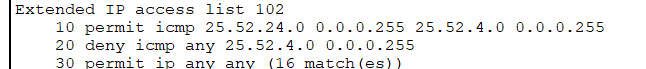 Extended IP access list 102
    10 permit icmp 25.52.24.0 0.0.0.255 25.52.4.0 0.0.0.255
    20 deny icmp any 25.52.4.0 0.0.0.255
    30 permit ip any any (16 match(es))